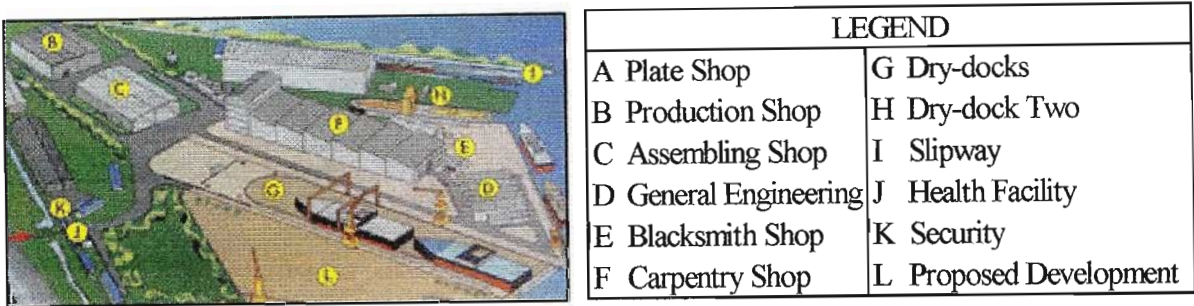 B
C
F
H
I
E
D
G
K
J
L
LEGEND
A Plate Shop
B Production Shop
C Assembling Shop
D General Engineering
E Blacksmith Shop
F Carpentry Shop
G Dry-docks
H Dry-dock Two
I Slipway
J Health Facility
K Security
L Proposed Development